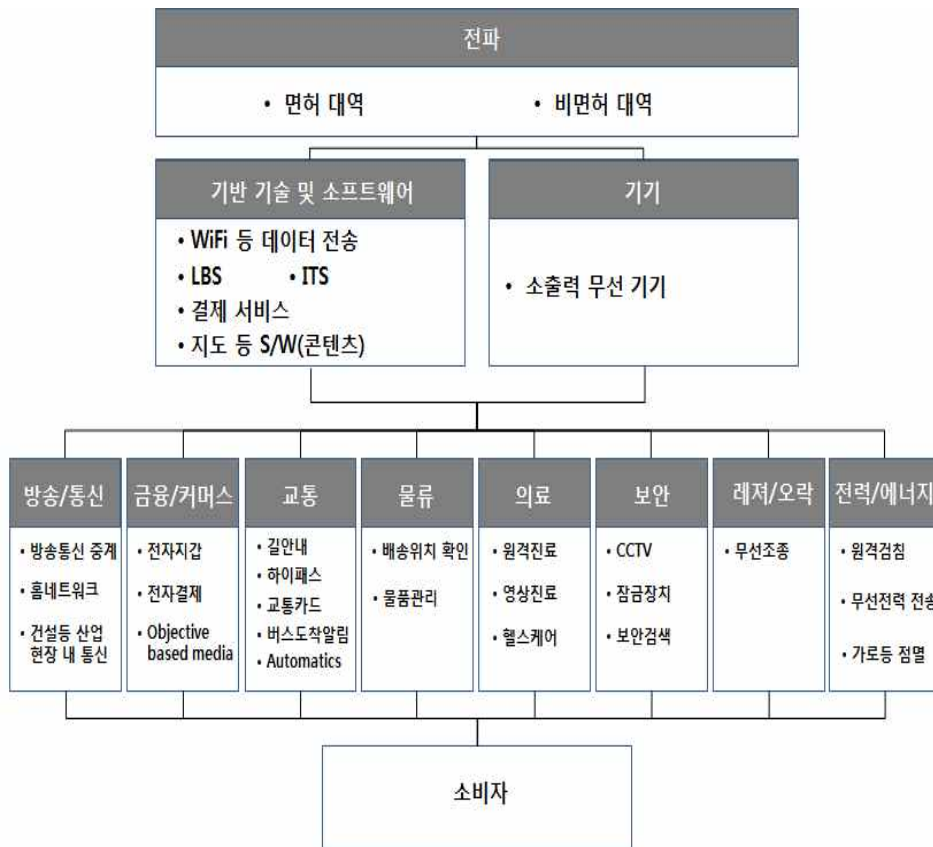 전파
• 면허 대역 • 비면허 대역
기반 기술 및 소프트웨어
• WiFi 등 데이터 전송
• LBS • ITS
• 결제 서비스
• 지도 등 S/W(콘텐츠)
기기
• 소출력 무선 기기
방송/통신
• 방송통신 중계
• 홈네트워크
• 건설등 산업
현장 내 통신
금융/커머스
• 전자지갑
• 전자결제
• Objective
based media
교통
• 길안내
• 하이패스
• 교통카드
• 버스도착알림
• Automatics
물류
• 배송위치 확인
• 물품관리
의료
• 원격진료
• 영상진료
• 헬스케어
보안
• CCTV
• 잠금장치
• 보안검색
레져/오락
• 무선조종
전력/에너지
• 원격검침
• 무선전력 전송
• 가로등 점멸
소비자